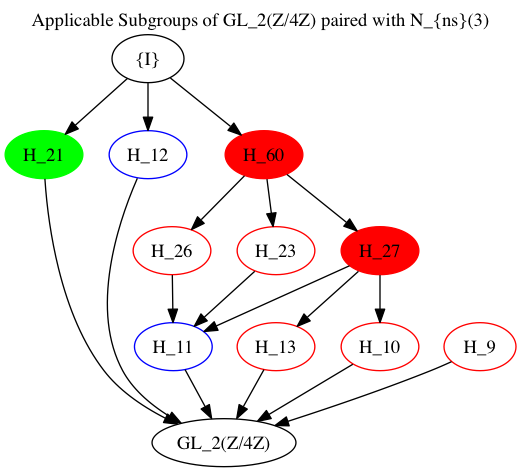 Applicable Subgroups of GL_2(Z/4Z) paired with N_{ns}(3)
{I}
H_21
H_12
H_60
H_26
H_23
H_27
H_11
H_13
H_10
H_9
GL_2(Z/4Z)